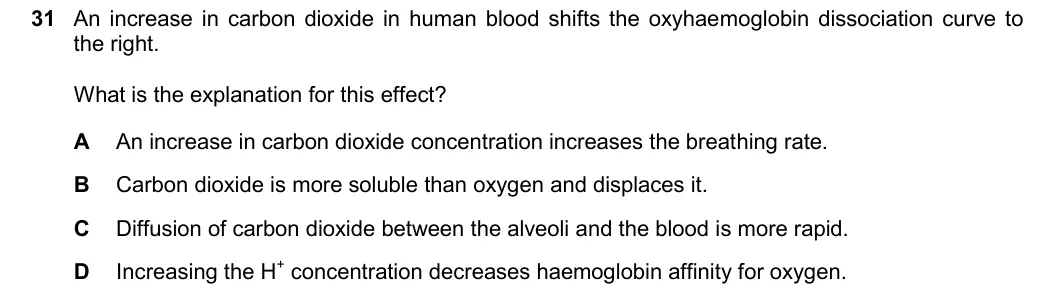 31 An increase in carbon dioxide in human blood shifts the oxyhaemoglobin dissociation curve to
the right.
What is the explanation for this effect?
A An increase in carbon dioxide concentration increases the breathing rate.
B Carbon dioxide is more soluble than oxygen and displaces it.
C Diffusion of carbon dioxide between the alveoli and the blood is more rapid.
D Increasing the H⁺ concentration decreases haemoglobin affinity for oxygen.